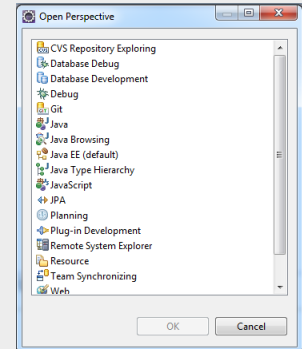 Open Perspective
CVS Repository Exploring
Database Debug
Database Development
Debug
Git
Java
Java Browsing
Java EE (default)
Java Type Hierarchy
JavaScript
JPA
Planning
Plug-in Development
Remote System Explorer
Resource
Team Synchronizing
Web
OK
Cancel